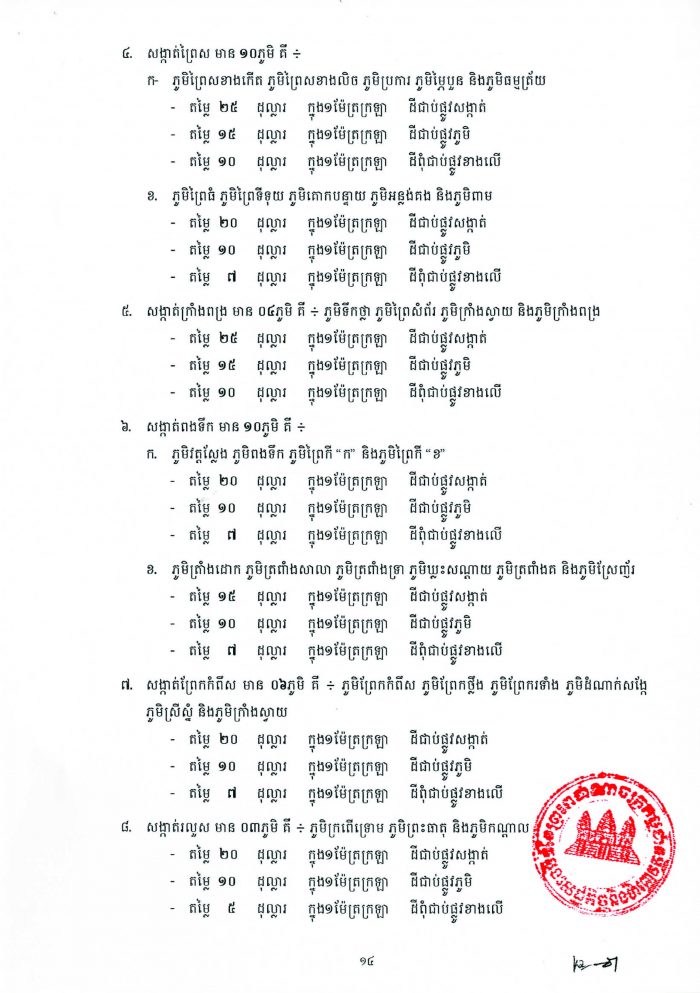 ៤. សង្កាត់ព្រៃស មាន ១០ភូមិ គឺ ÷
ក- ភូមិព្រៃសខាងកើត ភូមិព្រៃសខាងលិច ភូមិប្រការ ភូមិម្ភៃបួន និងភូមិធម្មត្រ័យ
- តម្លៃ ២៥ ដុល្លារ ក្នុង១ម៉ែត្រក្រឡា ដីជាប់ផ្លូវសង្កាត់
- តម្លៃ ១៥ ដុល្លារ ក្នុង១ម៉ែត្រក្រឡា ដីជាប់ផ្លូវភូមិ
- តម្លៃ ១០ ដុល្លារ ក្នុង១ម៉ែត្រក្រឡា ដីពុំជាប់ផ្លូវខាងលើ
ខ. ភូមិព្រៃធំ ភូមិព្រៃទីទុយ ភូមិគោកបន្ទាយ ភូមិអន្លង់គង និងភូមិពាម
- តម្លៃ ២០ ដុល្លារ ក្នុង១ម៉ែត្រក្រឡា ដីជាប់ផ្លូវសង្កាត់
- តម្លៃ ១០ ដុល្លារ ក្នុង១ម៉ែត្រក្រឡា ដីជាប់ផ្លូវភូមិ
- តម្លៃ ៧ ដុល្លារ ក្នុង១ម៉ែត្រក្រឡា ដីពុំជាប់ផ្លូវខាងលើ
៥. សង្កាត់ក្រាំងពង្រ មាន ០៤ភូមិ គឺ ÷ ភូមិទឹកថ្លា ភូមិព្រៃសំព័រ ភូមិក្រាំងស្វាយ និងភូមិក្រាំងពង្រ
- តម្លៃ ២៥ ដុល្លារ ក្នុង១ម៉ែត្រក្រឡា ដីជាប់ផ្លូវសង្កាត់
- តម្លៃ ១៥ ដុល្លារ ក្នុង១ម៉ែត្រក្រឡា ដីជាប់ផ្លូវភូមិ
- តម្លៃ ១០ ដុល្លារ ក្នុង១ម៉ែត្រក្រឡា ដីពុំជាប់ផ្លូវខាងលើ
៦. សង្កាត់ពងទឹក មាន ១០ភូមិ គឺ ÷
ក. ភូមិវត្តស្លែង ភូមិពងទឹក ភូមិព្រៃកី “ក” និងភូមិព្រៃកី “ខ”
- តម្លៃ ២០ ដុល្លារ ក្នុង១ម៉ែត្រក្រឡា ដីជាប់ផ្លូវសង្កាត់
- តម្លៃ ១០ ដុល្លារ ក្នុង១ម៉ែត្រក្រឡា ដីជាប់ផ្លូវភូមិ
- តម្លៃ ៧ ដុល្លារ ក្នុង១ម៉ែត្រក្រឡា ដីពុំជាប់ផ្លូវខាងលើ
ខ. ភូមិត្រាំងដោក ភូមិត្រពាំងសាលា ភូមិត្រពាំងទ្រា ភូមិឃ្លះសណ្តាយ ភូមិត្រពាំងគ និងភូមិស្រែញ័រ
- តម្លៃ ១៥ ដុល្លារ ក្នុង១ម៉ែត្រក្រឡា ដីជាប់ផ្លូវសង្កាត់
- តម្លៃ ១០ ដុល្លារ ក្នុង១ម៉ែត្រក្រឡា ដីជាប់ផ្លូវភូមិ
- តម្លៃ ៧ ដុល្លារ ក្នុង១ម៉ែត្រក្រឡា ដីពុំជាប់ផ្លូវខាងលើ
៧. សង្កាត់ព្រែកកំពឹស មាន ០៦ភូមិ គឺ ÷ ភូមិព្រែកកំពឹស ភូមិព្រែកថ្លឹង ភូមិព្រែករទាំង ភូមិដំណាក់សង្កែ
ភូមិស្រីស្នំ និងភូមិក្រាំងស្វាយ
- តម្លៃ ២០ ដុល្លារ ក្នុង១ម៉ែត្រក្រឡា ដីជាប់ផ្លូវសង្កាត់
- តម្លៃ ១០ ដុល្លារ ក្នុង១ម៉ែត្រក្រឡា ដីជាប់ផ្លូវភូមិ
- តម្លៃ ៧ ដុល្លារ ក្នុង១ម៉ែត្រក្រឡា ដីពុំជាប់ផ្លូវខាងលើ
៨. សង្កាត់រលួស មាន ០៣ភូមិ គឺ ÷ ភូមិក្រពើទ្រោម ភូមិព្រះធាតុ និងភូមិកណ្តាល
- តម្លៃ ២០ ដុល្លារ ក្នុង១ម៉ែត្រក្រឡា ដីជាប់ផ្លូវសង្កាត់
- តម្លៃ ១០ ដុល្លារ ក្នុង១ម៉ែត្រក្រឡា ដីជាប់ផ្លូវភូមិ
- តម្លៃ ៥ ដុល្លារ ក្នុង១ម៉ែត្រក្រឡា ដីពុំជាប់ផ្លូវខាងលើ
១៤